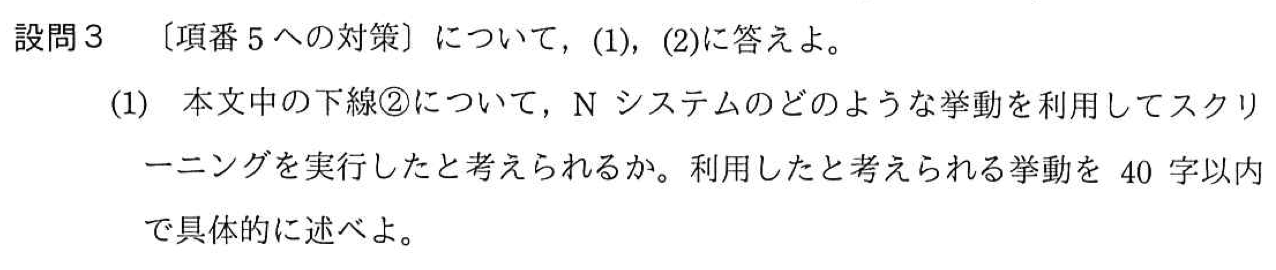 設問3　〔項番5への対策〕について，(1)，(2)に答えよ。
(1)　本文中の下線②について，N システムのどのような挙動を利用してスクリ
ーニングを実行したと考えられるか。利用したと考えられる挙動を 40 字以内
で具体的に述べよ。